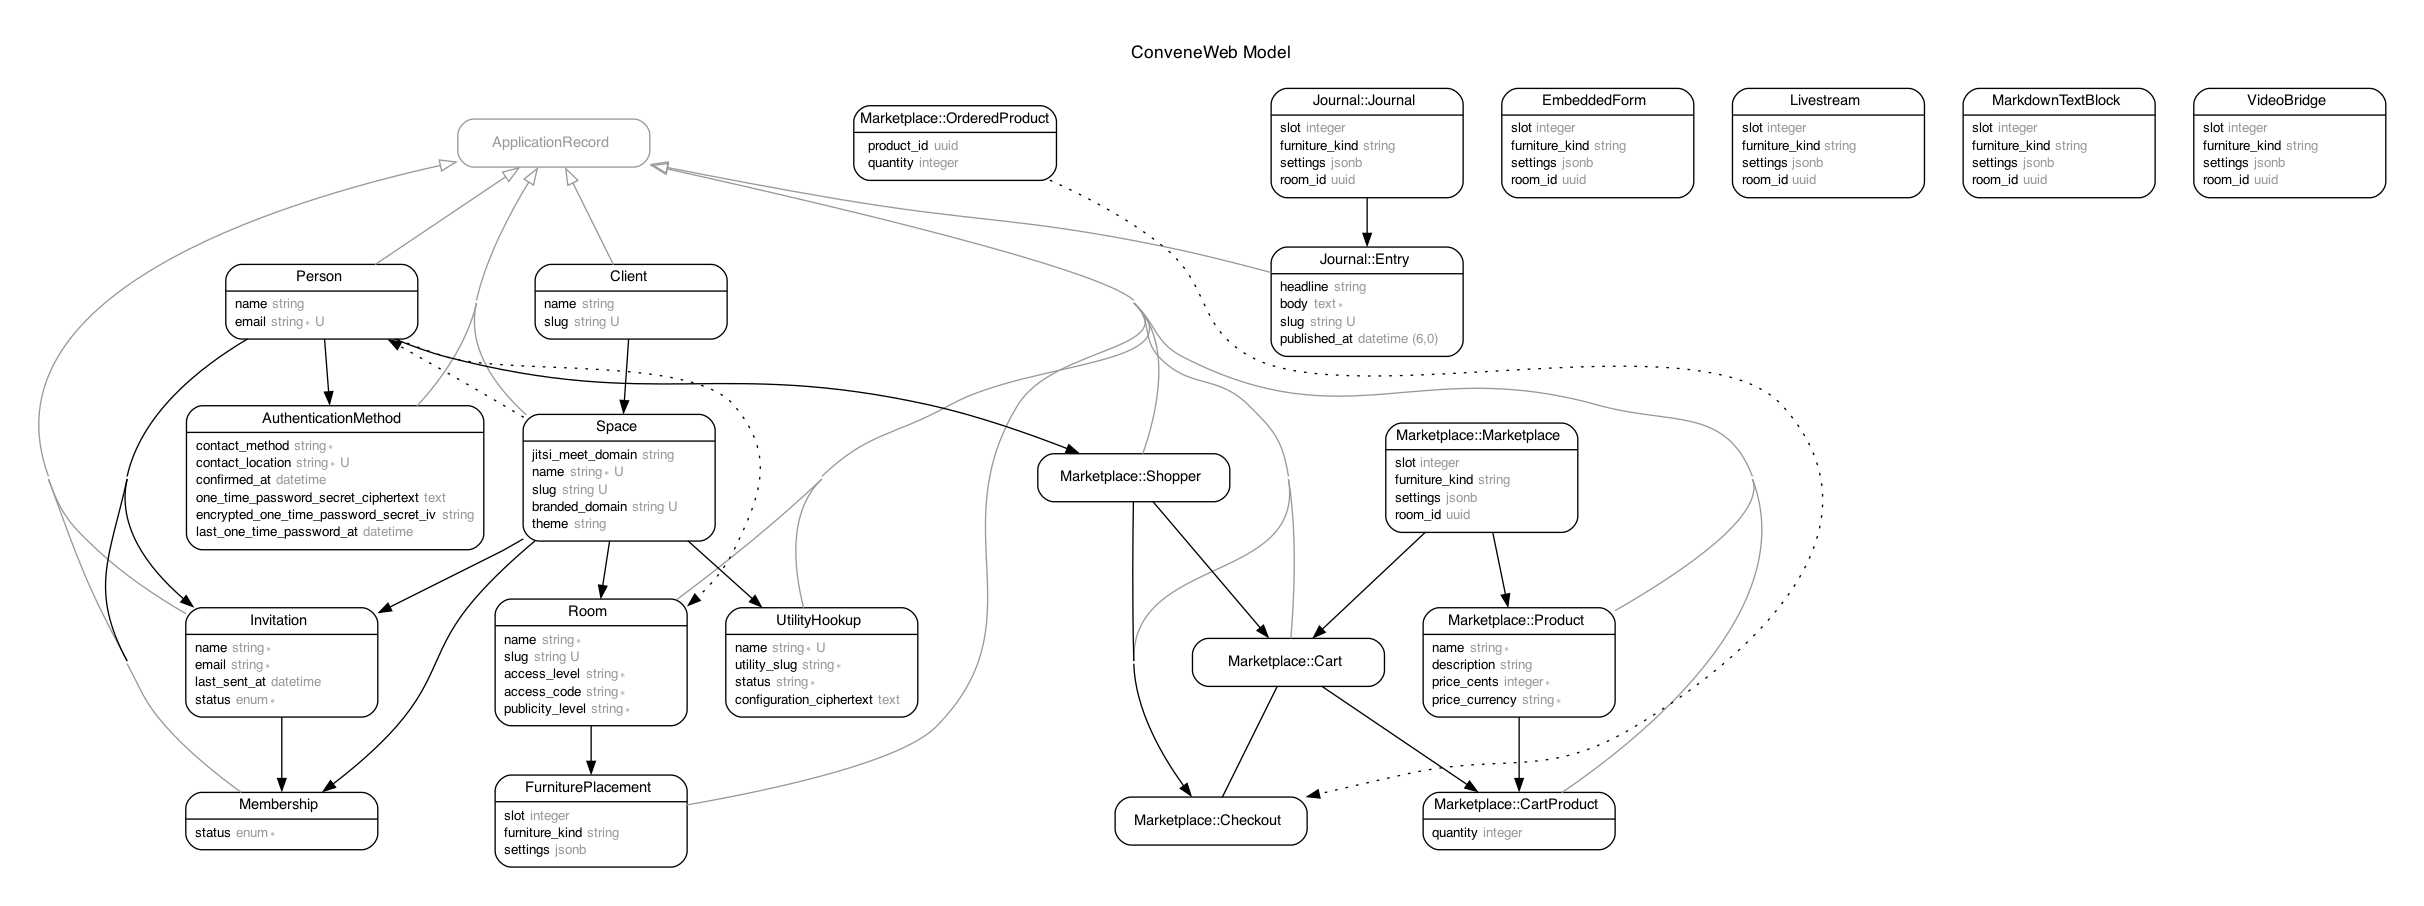 ConveneWeb Model
ApplicationRecord
Marketplace::OrderedProduct
product_id uuid
quantity integer
Journal::Journal
slot integer
furniture_kind string
settings jsonb
room_id uuid
EmbeddedForm
slot integer
furniture_kind string
settings jsonb
room_id uuid
Livestream
slot integer
furniture_kind string
settings jsonb
room_id uuid
MarkdownTextBlock
slot integer
furniture_kind string
settings jsonb
room_id uuid
VideoBridge
slot integer
furniture_kind string
settings jsonb
room_id uuid
Person
name string
email string∗ U
Client
name string
slug string U
Journal::Entry
headline string
body text∗
slug string U
published_at datetime (6,0)
AuthenticationMethod
contact_method string∗
contact_location string∗ U
confirmed_at datetime
one_time_password_secret_ciphertext text
encrypted_one_time_password_secret_iv string
last_one_time_password_at datetime
Space
jitsi_meet_domain string
name string∗ U
slug string U
branded_domain string U
theme string
Marketplace::Shopper
Marketplace::Marketplace
slot integer
furniture_kind string
settings jsonb
room_id uuid
Invitation
name string∗
email string∗
last_sent_at datetime
status enum∗
Room
name string∗
slug string U
access_level string∗
access_code string∗
publicity_level string∗
UtilityHookup
name string∗ U
utility_slug string∗
status string∗
configuration_ciphertext text
Marketplace::Cart
Marketplace::Product
name string∗
description string
price_cents integer∗
price_currency string∗
Membership
status enum∗
FurniturePlacement
slot integer
furniture_kind string
settings jsonb
Marketplace::Checkout
Marketplace::CartProduct
quantity integer